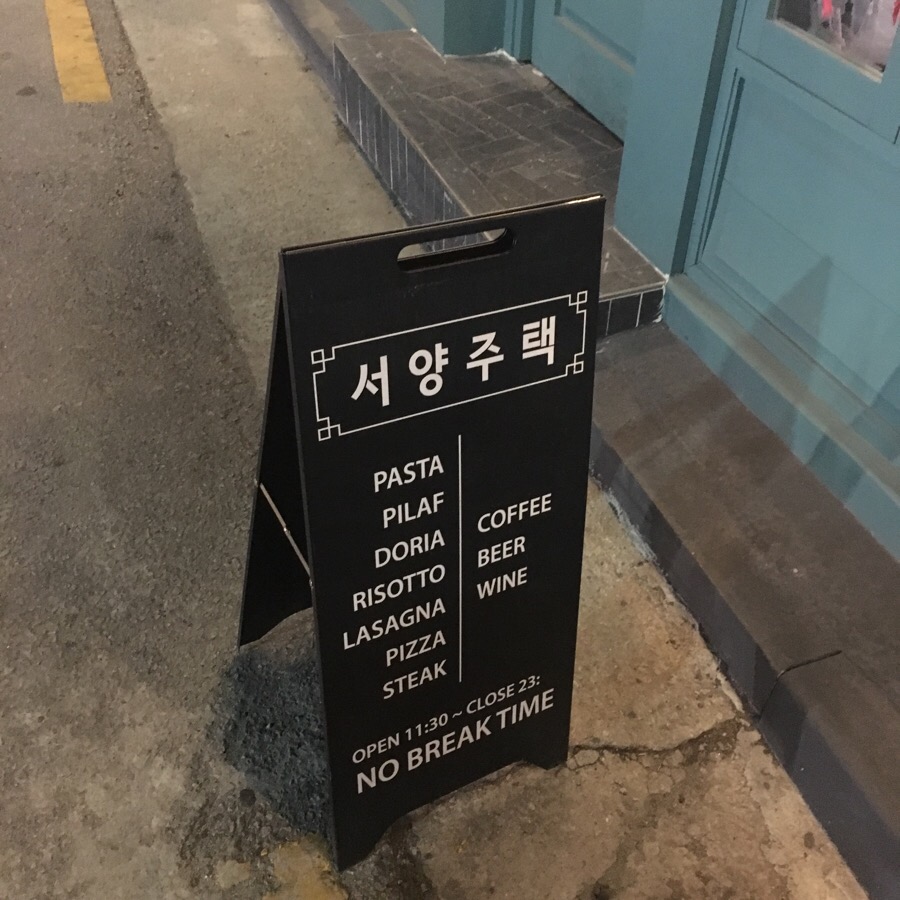 서양주택
PASTA
PILAF
DORIA
RISOTTO
LASAGNA
PIZZA
STEAK
COFFEE
BEER
WINE
OPEN 11:30 ~ CLOSE 23:
NO BREAK TIME